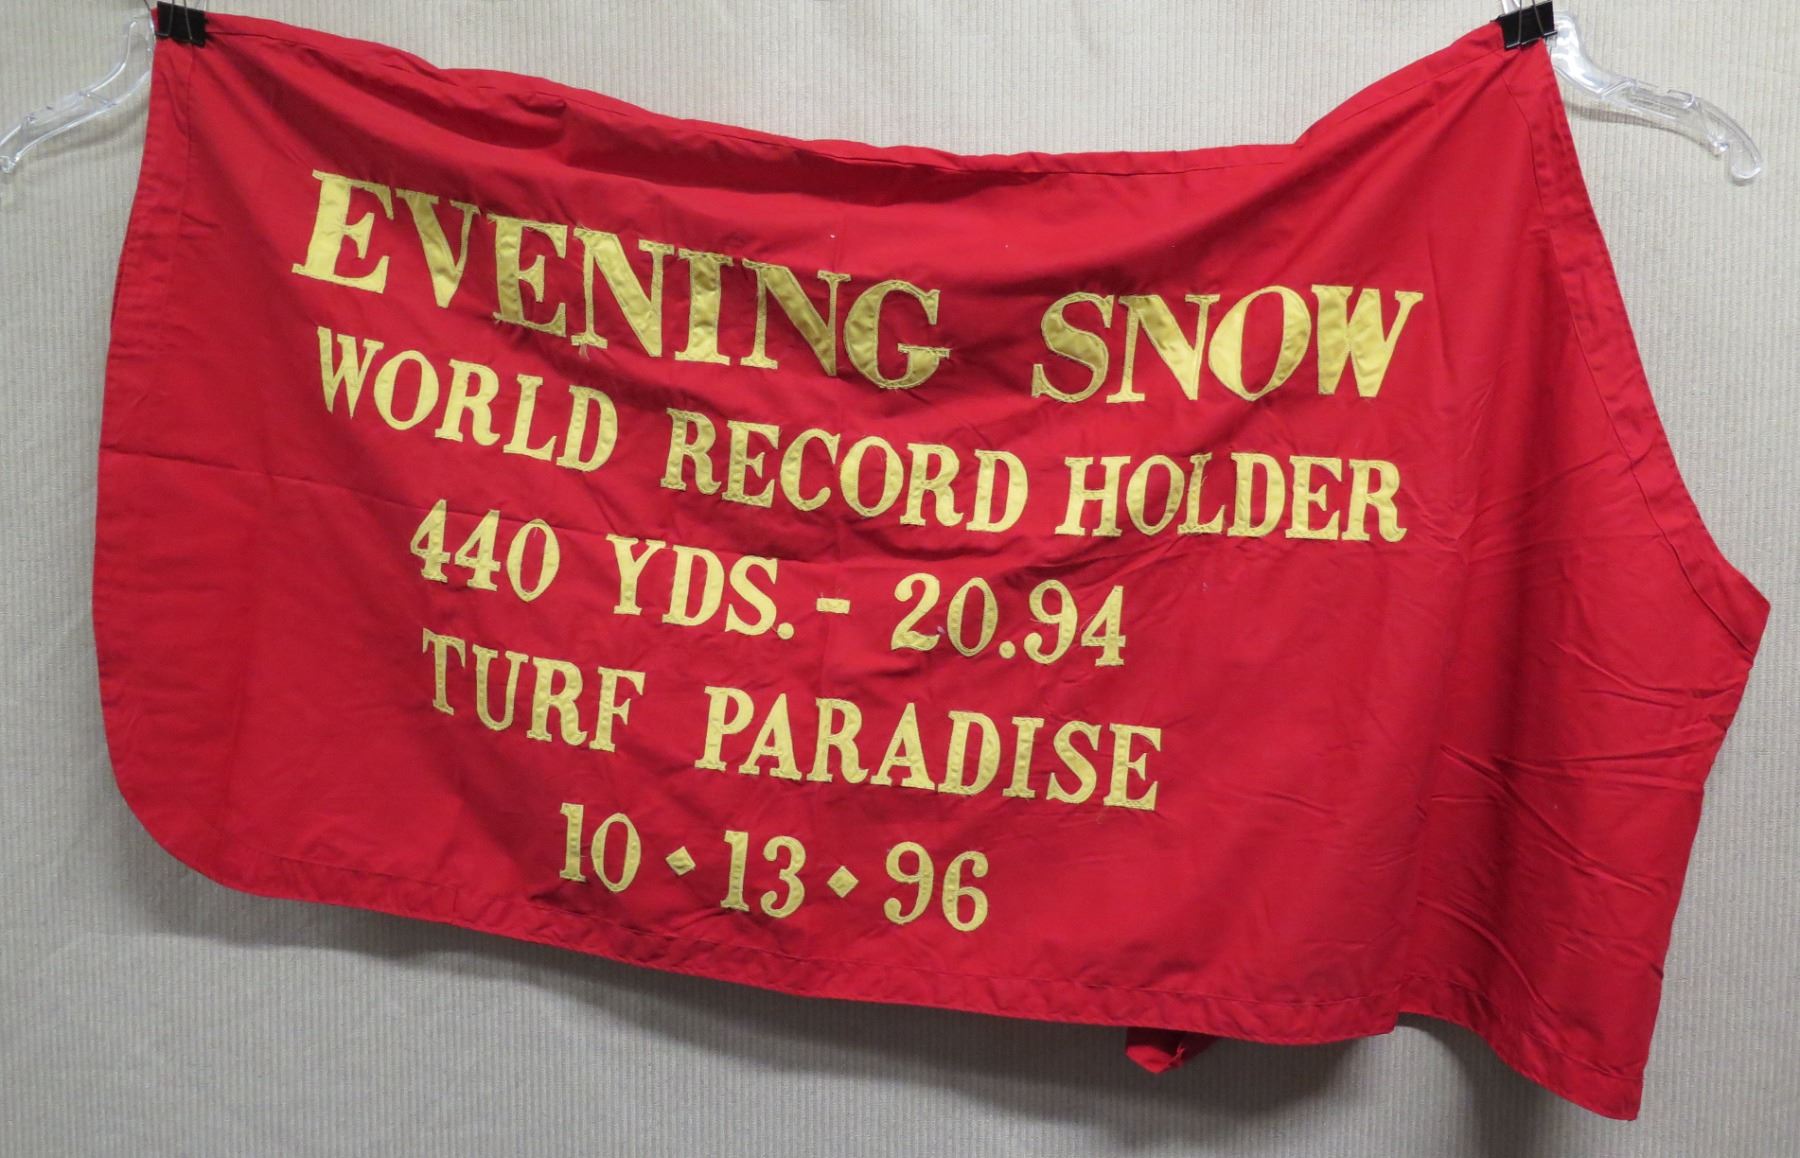 EVENING SNOW
WORLD RECORD HOLDER
440 YDS. - 20.94
TURF PARADISE
10 ⬥ 13 ⬥ 96